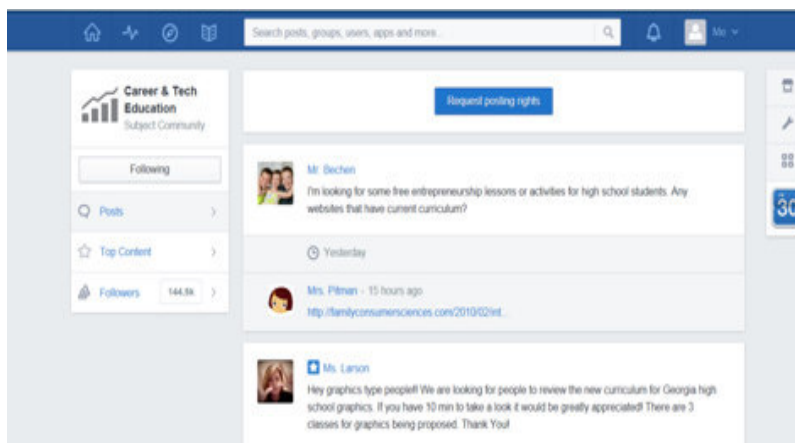 Search posts, groups, users, apps and more...
Me
Career & Tech
Education
Subject Community
Following
Posts
Top Content
Followers 144.8k
Request posting rights
Mr. Bechen
I'm looking for some free entrepreneurship lessons or activities for high school students. Any
websites that have current curriculum?
Yesterday
Mrs. Pitman - 15 hours ago
http://familyconsumersciences.com/2010/02/int...
Ms. Larson
Hey graphics type people!! We are looking for people to review the new curriculum for Georgia high
school graphics. If you have 10 min to take a look it would be greatly appreciated! There are 3
classes for graphics being proposed. Thank You!
30